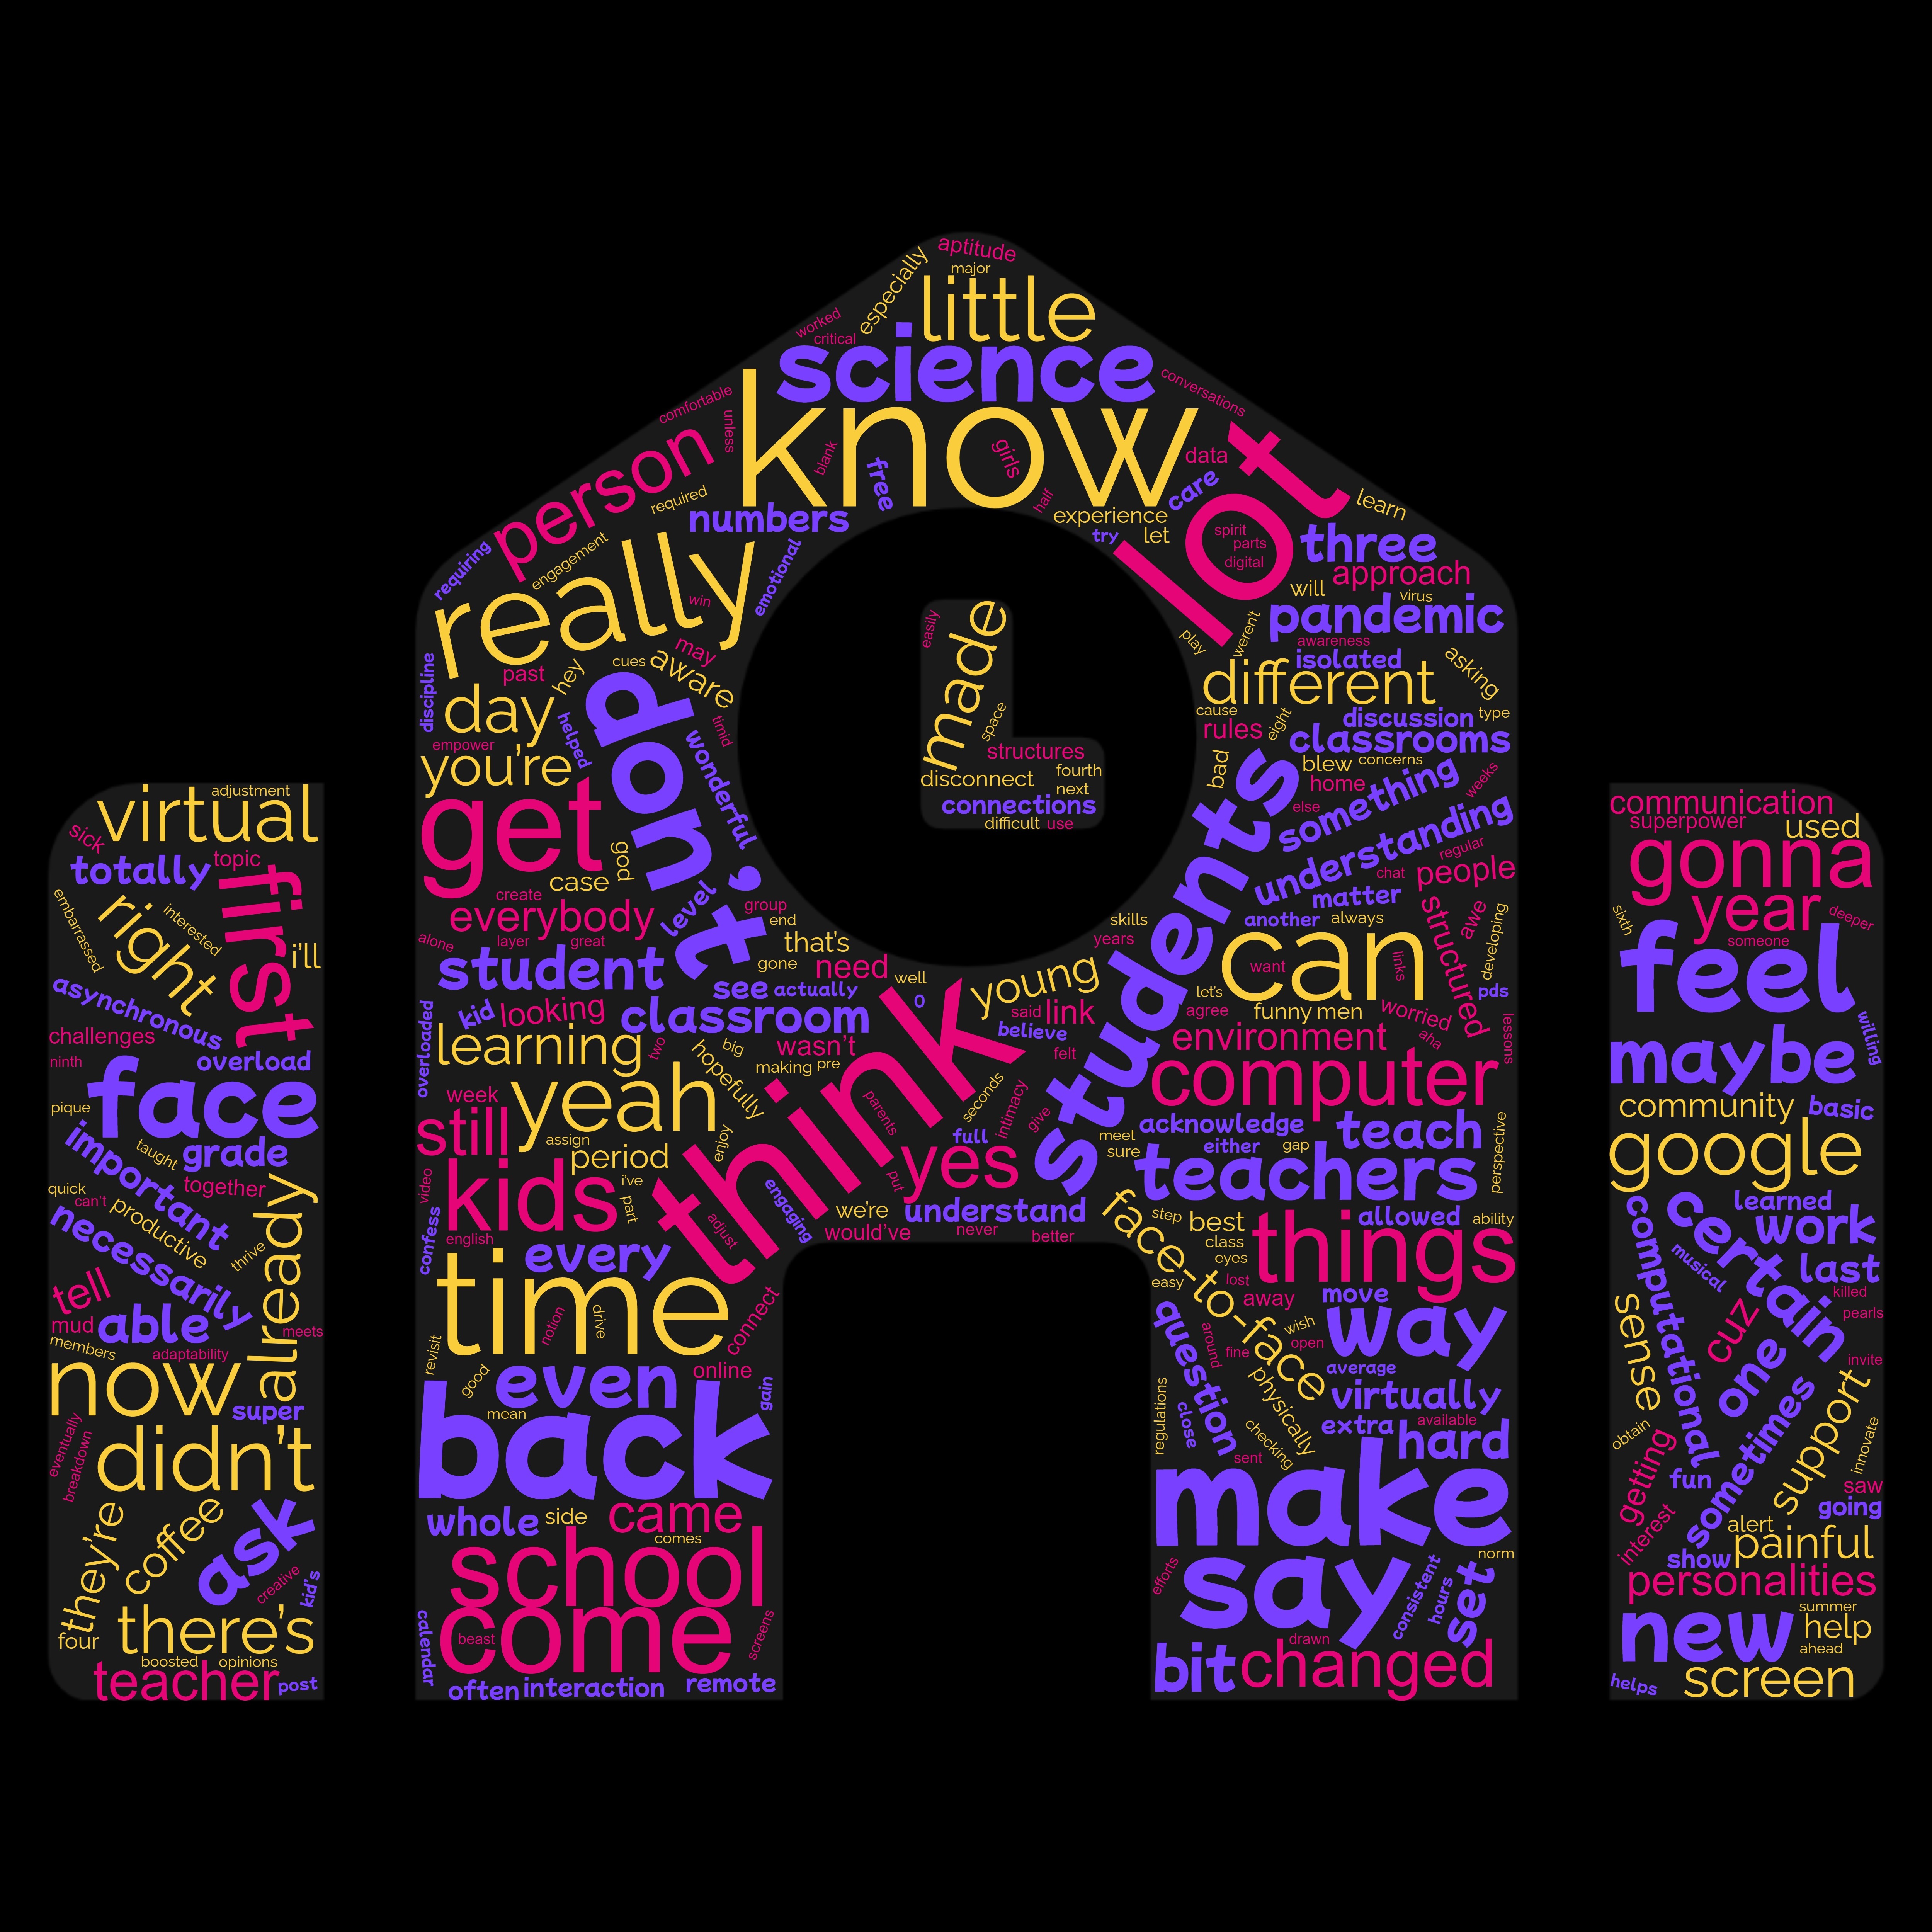 aptitude
major
especially
little
worked
critical
science
know
comfortable
unless
conversations
person
blank
girls
free
half
data
care
lot
learn
required
numbers
experience
try
let
spirit
parts
digital
three
approach
requiring
engagement
really
emotional
win
will
virus
pandemic
play
weren't
awareness
isolated
asking
different
discipline
past
hey
cues
may
aware
day
helped
don't
timid
wonderful
empower
you're
get
god
case
create
level
group
everybody
alone
layer
great
student
end
that's
gone
need
easily
made
space
structures
disconnect
fourth
next
connections
difficult
use
cause
rules
eight
discussion
type
classrooms
bad
blew
concerns
home
something
weeks
else
understanding
regular
chat
people
matter
another
always
structured
awe
developing
skills
years
students
can
want
links
let's
pds
agree
funny
men
worried
aha
lessons
environment
computer
well
young
see
actually
o
said
link
believe
felt
overloaded
kid
looking
classroom
learning
two
big
hopefully
wasn't
making
pre
think
parents
seconds
intimacy
give
yeah
week
still
assign
enjoy
period
full
yes
put
meet
sure
acknowledge
teach
either
gap
teachers
perspective
video
kids
i've
part
adjust
engaging
we're
understand
would've
never
better
face-to-face
step
best
allowed
ability
class
eyes
things
easy
lost
away
move
confess
english
every
time
notion
drive
connect
question
around
wish
open
fine
way
average
virtually
physically
revisit
good
even
online
gain
mean
back
regulations
close
checking
sent
extra
available
hard
make
whole
side
came
comes
school
come
beast
screens
calendar
often
interaction
remote
efforts
say
consistent
hours
set
norm
drawn
bit
changed
virtual
adjustment
sick
totally
topic
first
embarrassed
right
interested
i'll
asynchronous
challenges
ninth
overload
face
pique
important
taught
grade
together
quick
can't
productive
necessarily
thrive
already
tell
mud
able
meets
members
adaptability
now
super
eventually
breakdown
didn't
they're
coffee
ask
creative
kid's
there's
four
boosted
opinions
teacher
post
communication
superpower
used
gonna
year
deeper
sixth
someone
feel
willing
maybe
community
basic
google
learned
computational
certain
work
musical
last
killed
sense
cuz
pearls
one
invite
support
obtain
getting
sometimes
innovate
fun
saw
going
interest
alert
show
painful
personalities
summer
new
help
ahead
screen
helps